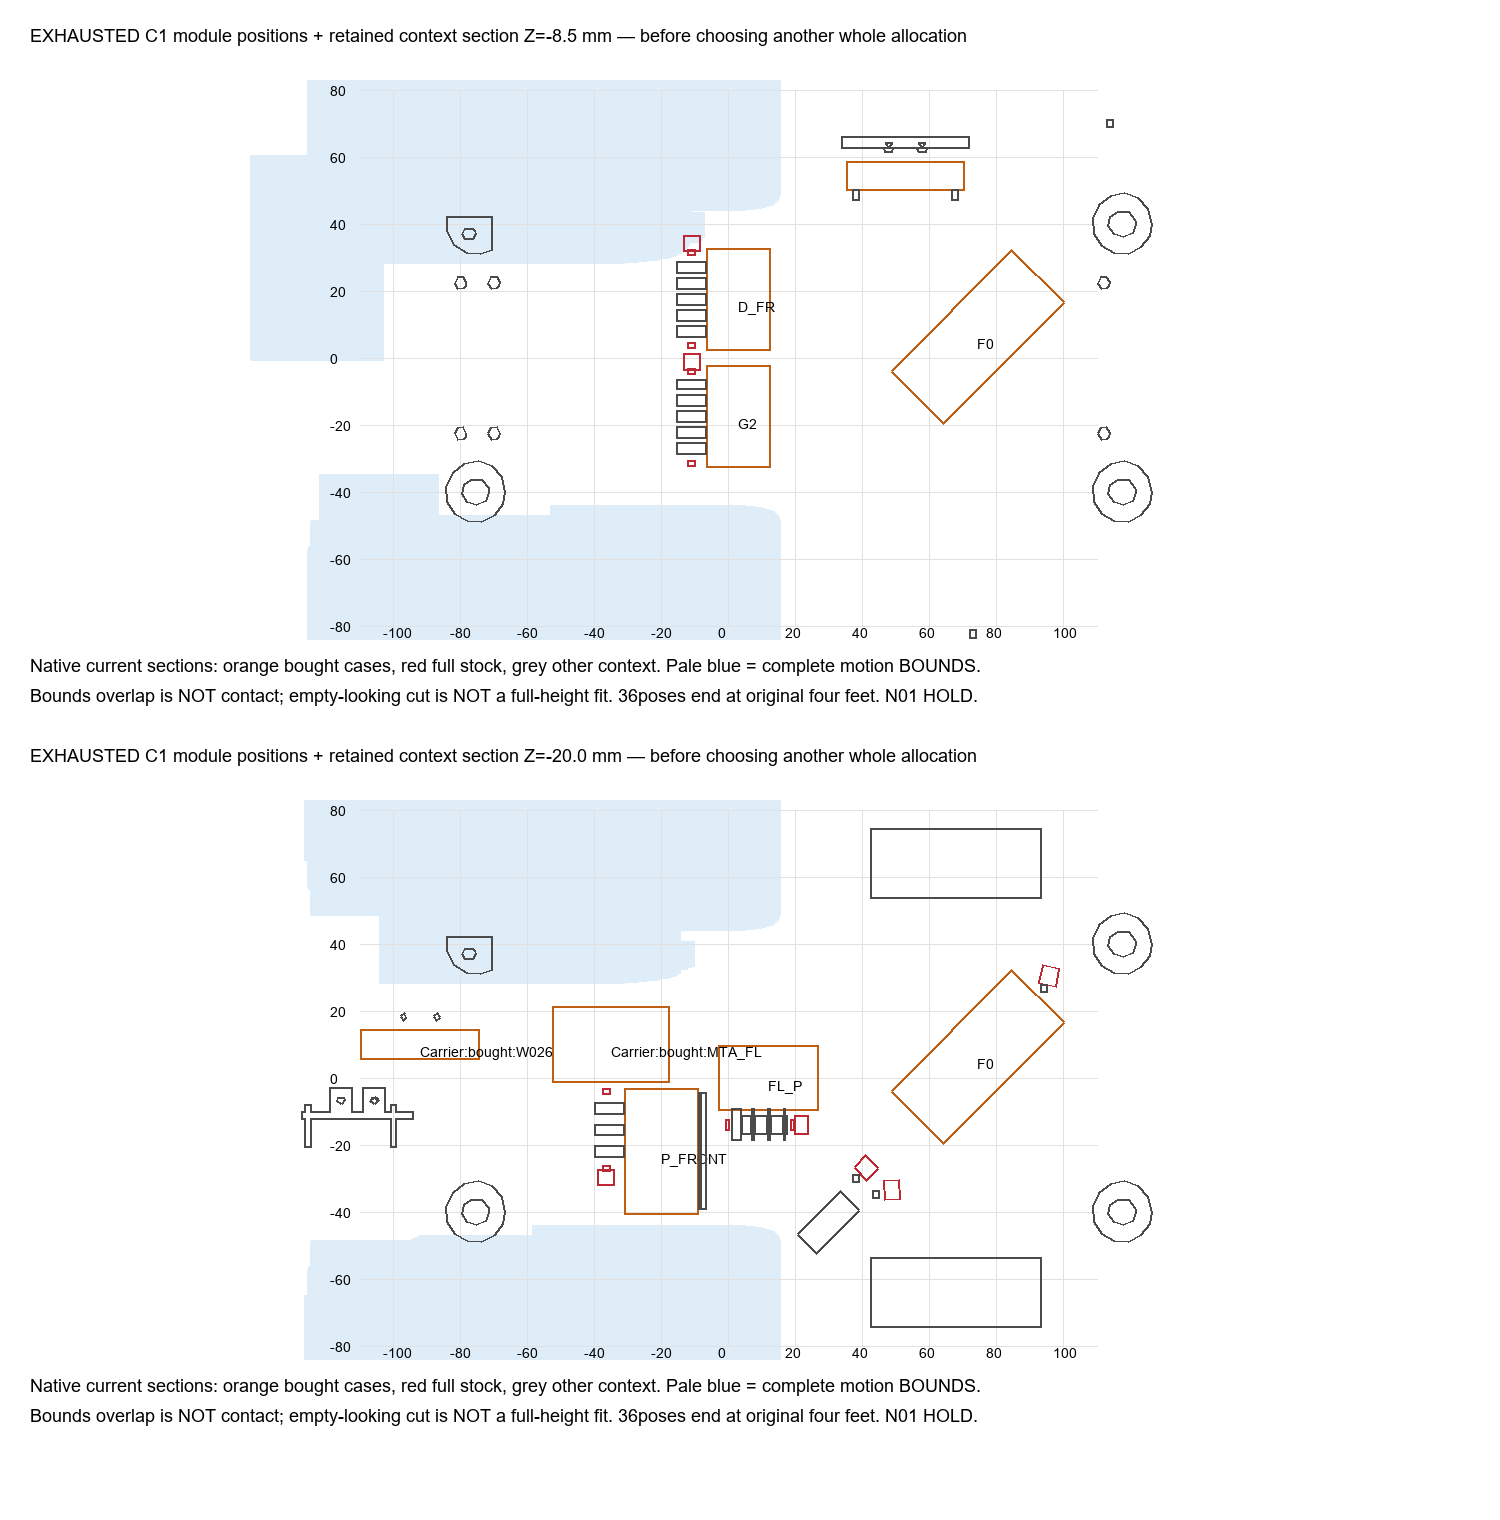 EXHAUSTED C1 module positions + retained context section Z=-8.5 mm — before choosing another whole allocation
80
60
40
20
D_FR
F0
0
-20
G2
-40
-60
-80
-100 -80 -60 -40 -20 0 20 40 60 80 100
Native current sections: orange bought cases, red full stock, grey other context. Pale blue = complete motion BOUNDS.
Bounds overlap is NOT contact; empty-looking cut is NOT a full-height fit. 36poses end at original four feet. N01 HOLD.
EXHAUSTED C1 module positions + retained context section Z=-20.0 mm — before choosing another whole allocation
80
60
40
20
Carrier:bought:W026 Carrier:bought:MTA_FL
F0
0
FL_P
-20
P_FRONT
-40
-60
-80
-100 -80 -60 -40 -20 0 20 40 60 80 100
Native current sections: orange bought cases, red full stock, grey other context. Pale blue = complete motion BOUNDS.
Bounds overlap is NOT contact; empty-looking cut is NOT a full-height fit. 36poses end at original four feet. N01 HOLD.